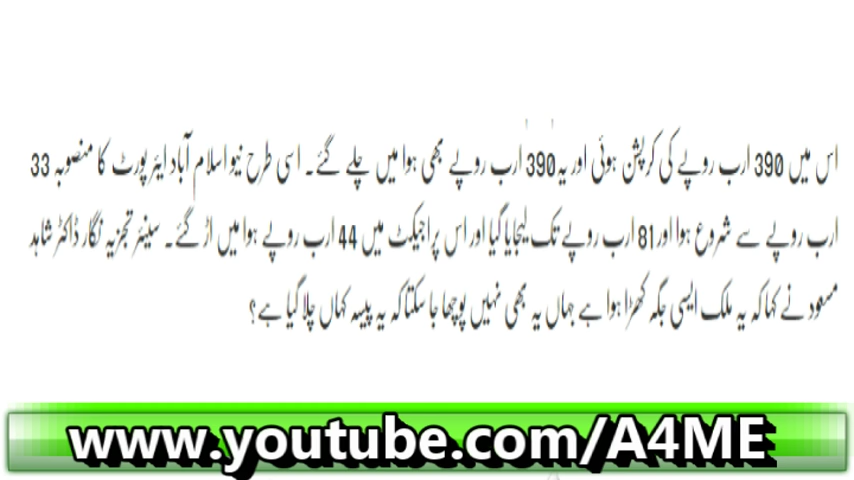 اس میں 390 ارب روپے کی کرپشن ہوئی اور یہ 390 ارب روپے بھی ہوا میں چلے گئے۔ اسی طرح نیو اسلام آباد ایئر پورٹ کا منصوبہ 33
ارب روپے سے شروع ہوا اور 81 ارب روپے تک لیجایا گیا اور اس پراجیکٹ میں 44 ارب روپے ہوا میں اڑ گئے۔ سینئر تجزیہ نگار ڈاکٹر شاہد
مسعود نے کہا کہ یہ ملک ایسی جگہ کھڑا ہوا ہے جہاں یہ بھی نہیں پوچھا جا سکتا کہ یہ پیسہ کہاں چلا گیا ہے؟
www.youtube.com/A4ME